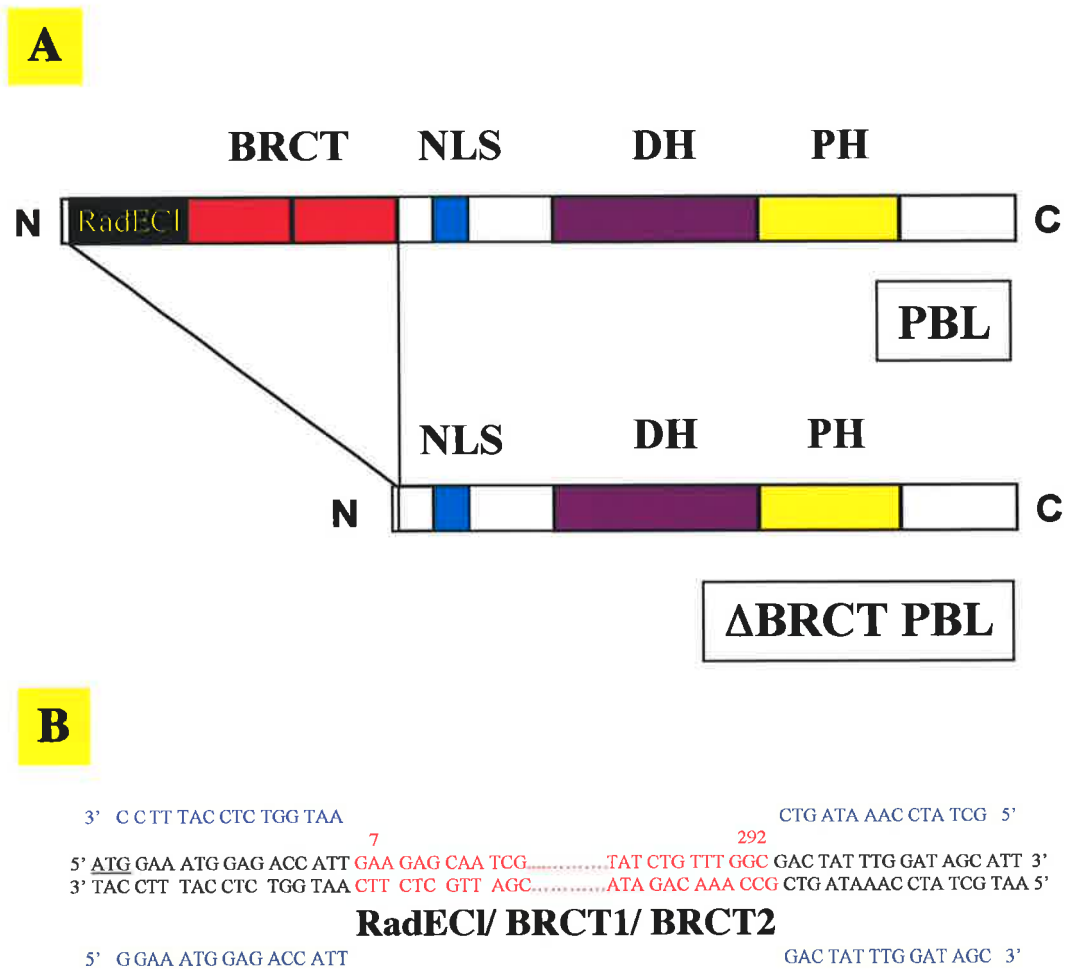 A
BRCT NLS DH PH
N RadECl C
PBL
NLS DH PH
N C
ΔBRCT PBL
B
3' C CTT TAC CTC TGG TAA CTG ATA AAC CTA TCG 5'
7 292
5' ATG GAA ATG GAG ACC ATT GAA GAG CAA TCG..............TAT CTG TTT GGC GAC TAT TTG GAT AGC ATT 3'
3' TAC CTT TAC CTC TGG TAA CTT CTC GTT AGC..............ATA GAC AAA CCG CTG ATAAAC CTA TCG TAA 5'
RadECl/ BRCT1/ BRCT2
5' G GAA ATG GAG ACC ATT GAC TAT TTG GAT AGC 3'